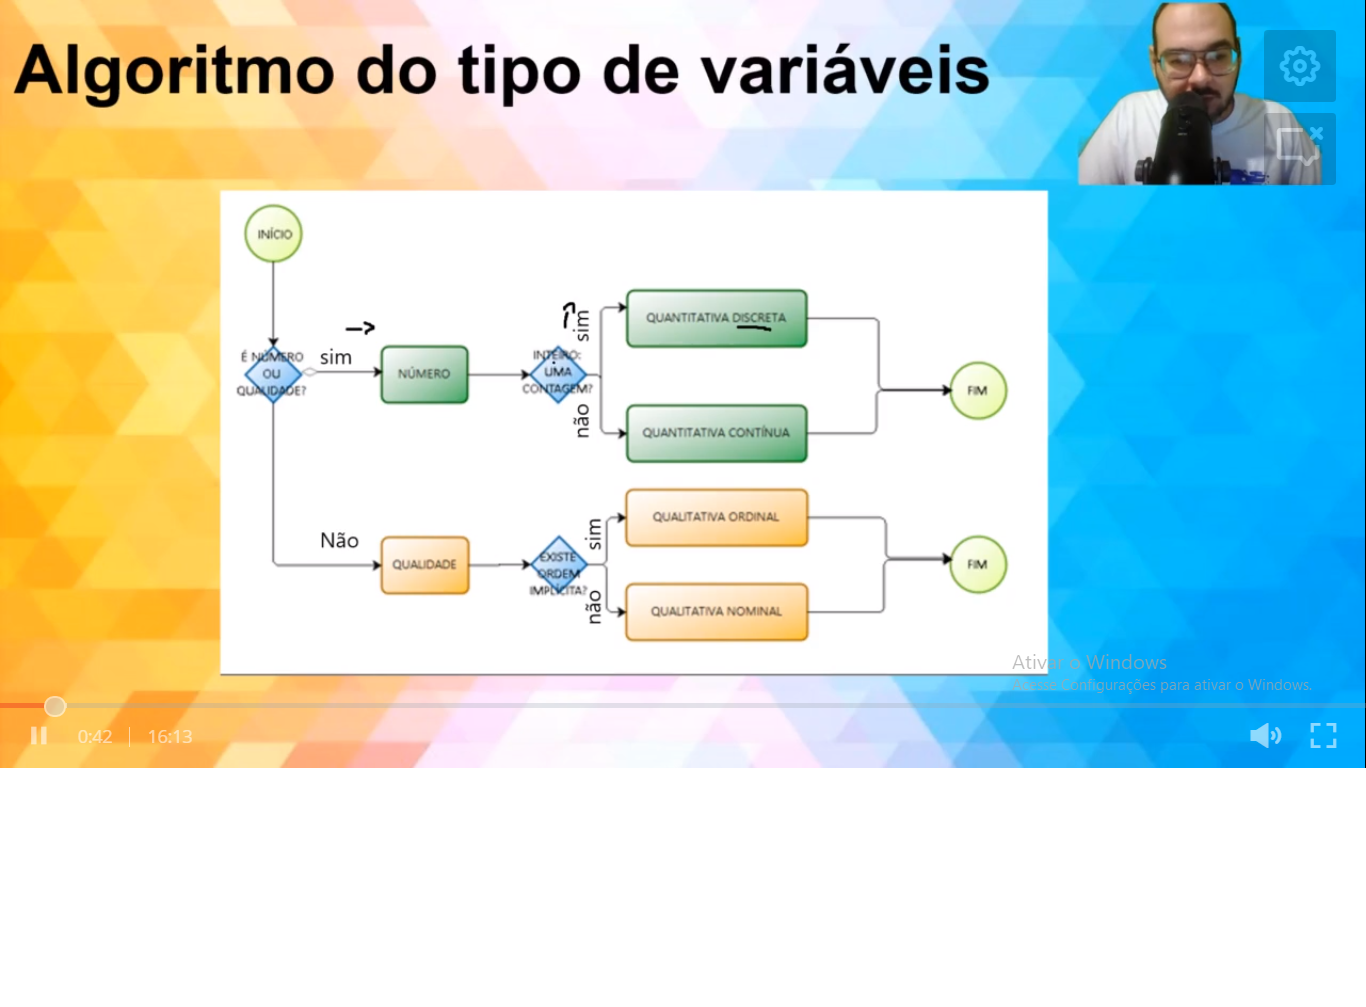 Algoritmo do tipo de variáveis
INÍCIO
É NÚMERO
OU
QUALIDADE?
sim
NÚMERO
INTEIRO:
UMA
CONTAGEM?
sim
não
QUANTITATIVA DISCRETA
QUANTITATIVA CONTÍNUA
FIM
Não
QUALIDADE
EXISTE
ORDEM
IMPLÍCITA?
sim
não
QUALITATIVA ORDINAL
QUALITATIVA NOMINAL
FIM
Ativar o Windows
Acesse Configurações para ativar o Windows.
0:42 16:13